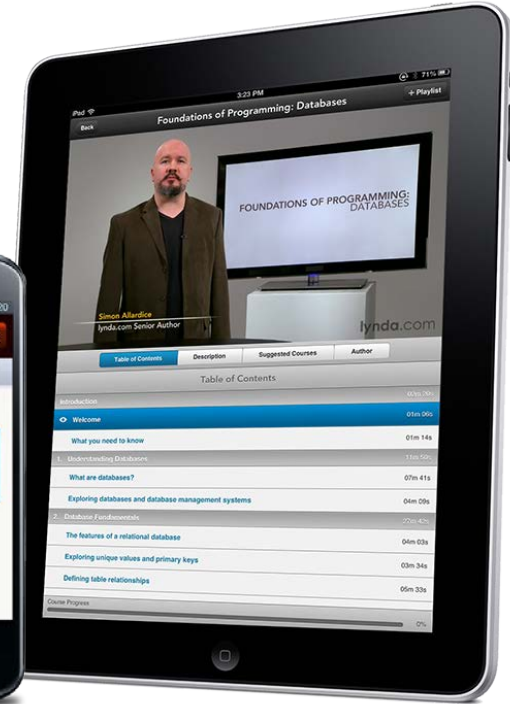 20
iPad
3:23 PM
71%
Back
Foundations of Programming: Databases
+ Playlist
FOUNDATIONS OF PROGRAMMING:
DATABASES
Simon Allardice
lynda.com Senior Author
lynda.com
Table of Contents
Description
Suggested Courses
Author
Table of Contents
Introduction
Welcome 01m 06s
What you need to know 01m 14s
1. Understanding Databases 11m 50s
What are databases? 07m 41s
Exploring databases and database management systems 04m 09s
2. Database Fundamentals
The features of a relational database 04m 03s
Exploring unique values and primary keys 03m 34s
Defining table relationships 05m 33s
Course Progress
0%